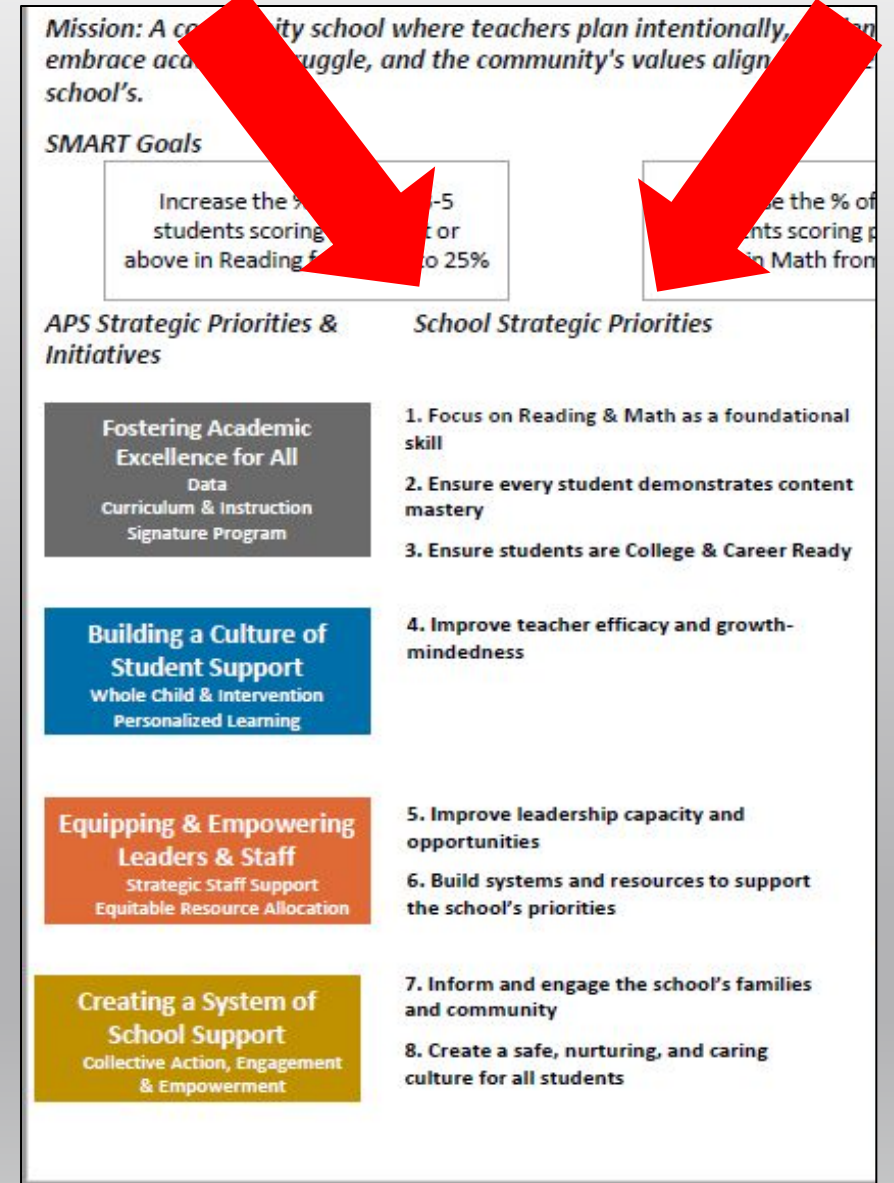 Mission: A ity school where teachers plan intentionally,
embrace ruggle, and the community's values align
school's.
SMART Goals
Increase the -5
students scoring t or
above in Reading to 25%
se the % of
nts scoring
in Math from
APS Strategic Priorities &
Initiatives
School Strategic Priorities
Fostering Academic
Excellence for All
Data
Curriculum & Instruction
Signature Program
1. Focus on Reading & Math as a foundational
skill
2. Ensure every student demonstrates content
mastery
3. Ensure students are College & Career Ready
Building a Culture of
Student Support
Whole Child & Intervention
Personalized Learning
4. Improve teacher efficacy and growth-
mindedness
Equipping & Empowering
Leaders & Staff
Strategic Staff Support
Equitable Resource Allocation
5. Improve leadership capacity and
opportunities
6. Build systems and resources to support
the school's priorities
Creating a System of
School Support
Collective Action, Engagement
& Empowerment
7. Inform and engage the school's families
and community
8. Create a safe, nurturing, and caring
culture for all students